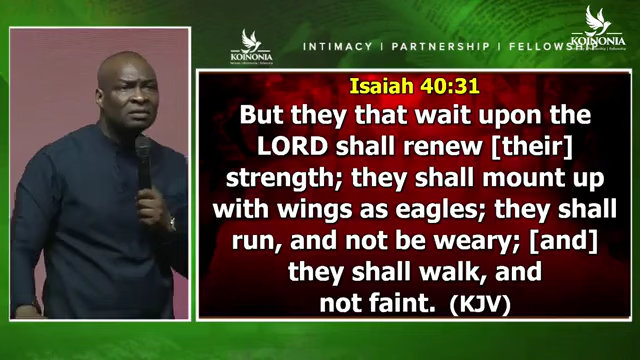 KOINONIA
KOINONIA
INTIMACY | PARTNERSHIP | FELLOWSHIP
Isaiah 40:31
But they that wait upon the
LORD shall renew [their]
strength; they shall mount up
with wings as eagles; they shall
run, and not be weary; [and]
they shall walk, and
not faint. (KJV)